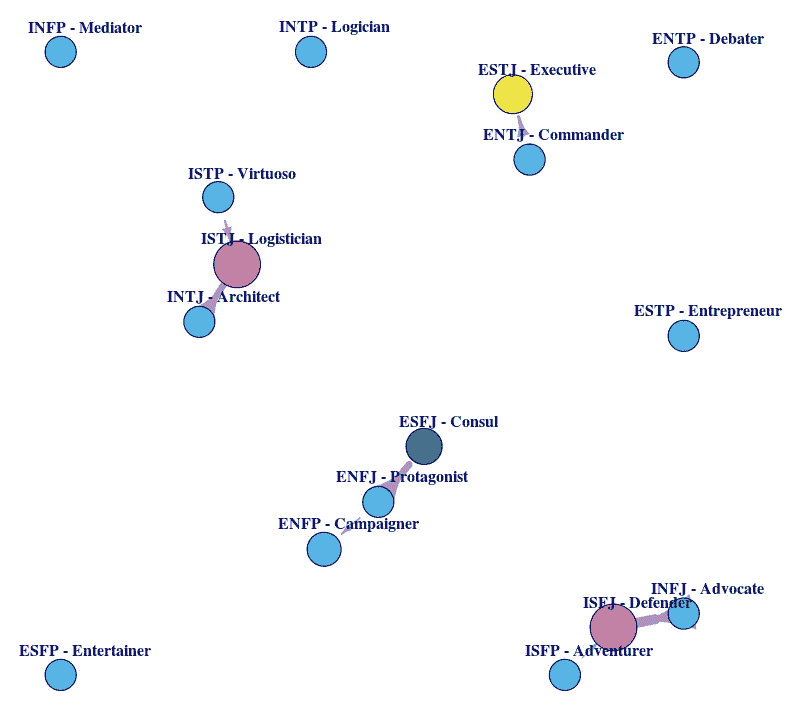 INFP - Mediator
INTP - Logician
ENTP - Debater
ESTJ - Executive
ENTJ - Commander
ISTP - Virtuoso
ISTJ - Logistician
INTJ - Architect
ESTP - Entrepreneur
ESFJ - Consul
ENFJ - Protagonist
ENFP - Campaigner
INFJ - Advocate
ISFJ - Defender
ISFP - Adventurer
ESFP - Entertainer